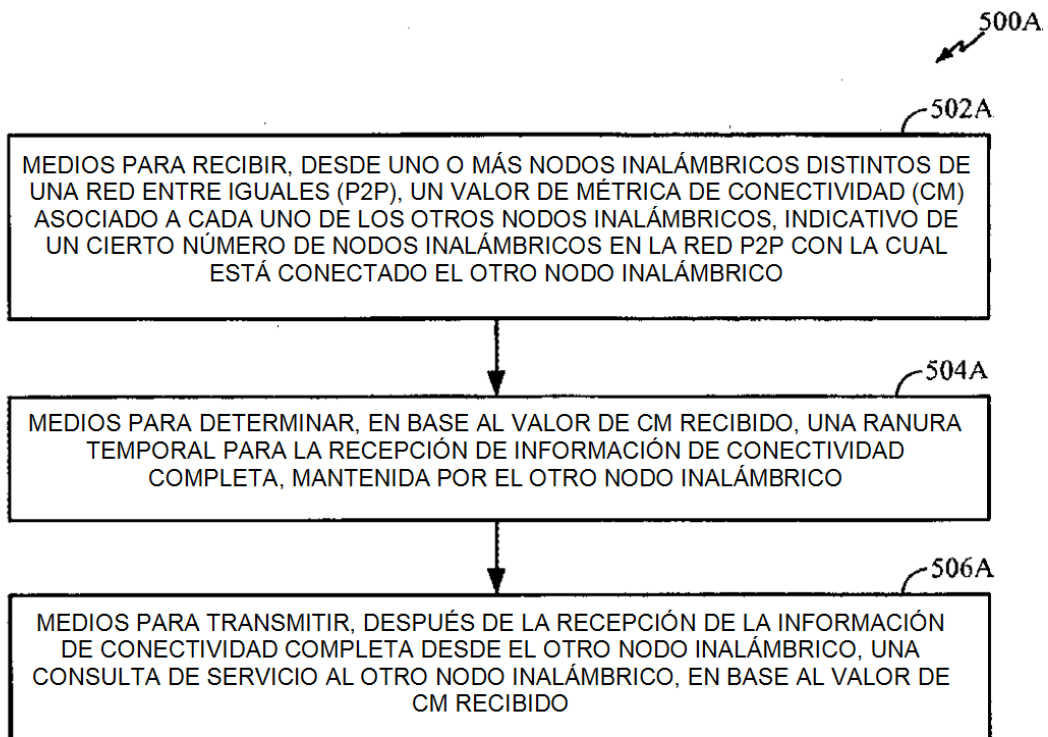 500A
502A
MEDIOS PARA RECIBIR, DESDE UNO O MÁS NODOS INALÁMBRICOS DISTINTOS DE
UNA RED ENTRE IGUALES (P2P), UN VALOR DE MÉTRICA DE CONECTIVIDAD (CM)
ASOCIADO A CADA UNO DE LOS OTROS NODOS INALÁMBRICOS, INDICATIVO DE
UN CIERTO NÚMERO DE NODOS INALÁMBRICOS EN LA RED P2P CON LA CUAL
ESTÁ CONECTADO EL OTRO NODO INALÁMBRICO
504A
MEDIOS PARA DETERMINAR, EN BASE AL VALOR DE CM RECIBIDO, UNA RANURA
TEMPORAL PARA LA RECEPCIÓN DE INFORMACIÓN DE CONECTIVIDAD
COMPLETA, MANTENIDA POR EL OTRO NODO INALÁMBRICO
506A
MEDIOS PARA TRANSMITIR, DESPUÉS DE LA RECEPCIÓN DE LA INFORMACIÓN
DE CONECTIVIDAD COMPLETA DESDE EL OTRO NODO INALÁMBRICO, UNA
CONSULTA DE SERVICIO AL OTRO NODO INALÁMBRICO, EN BASE AL VALOR DE
CM RECIBIDO